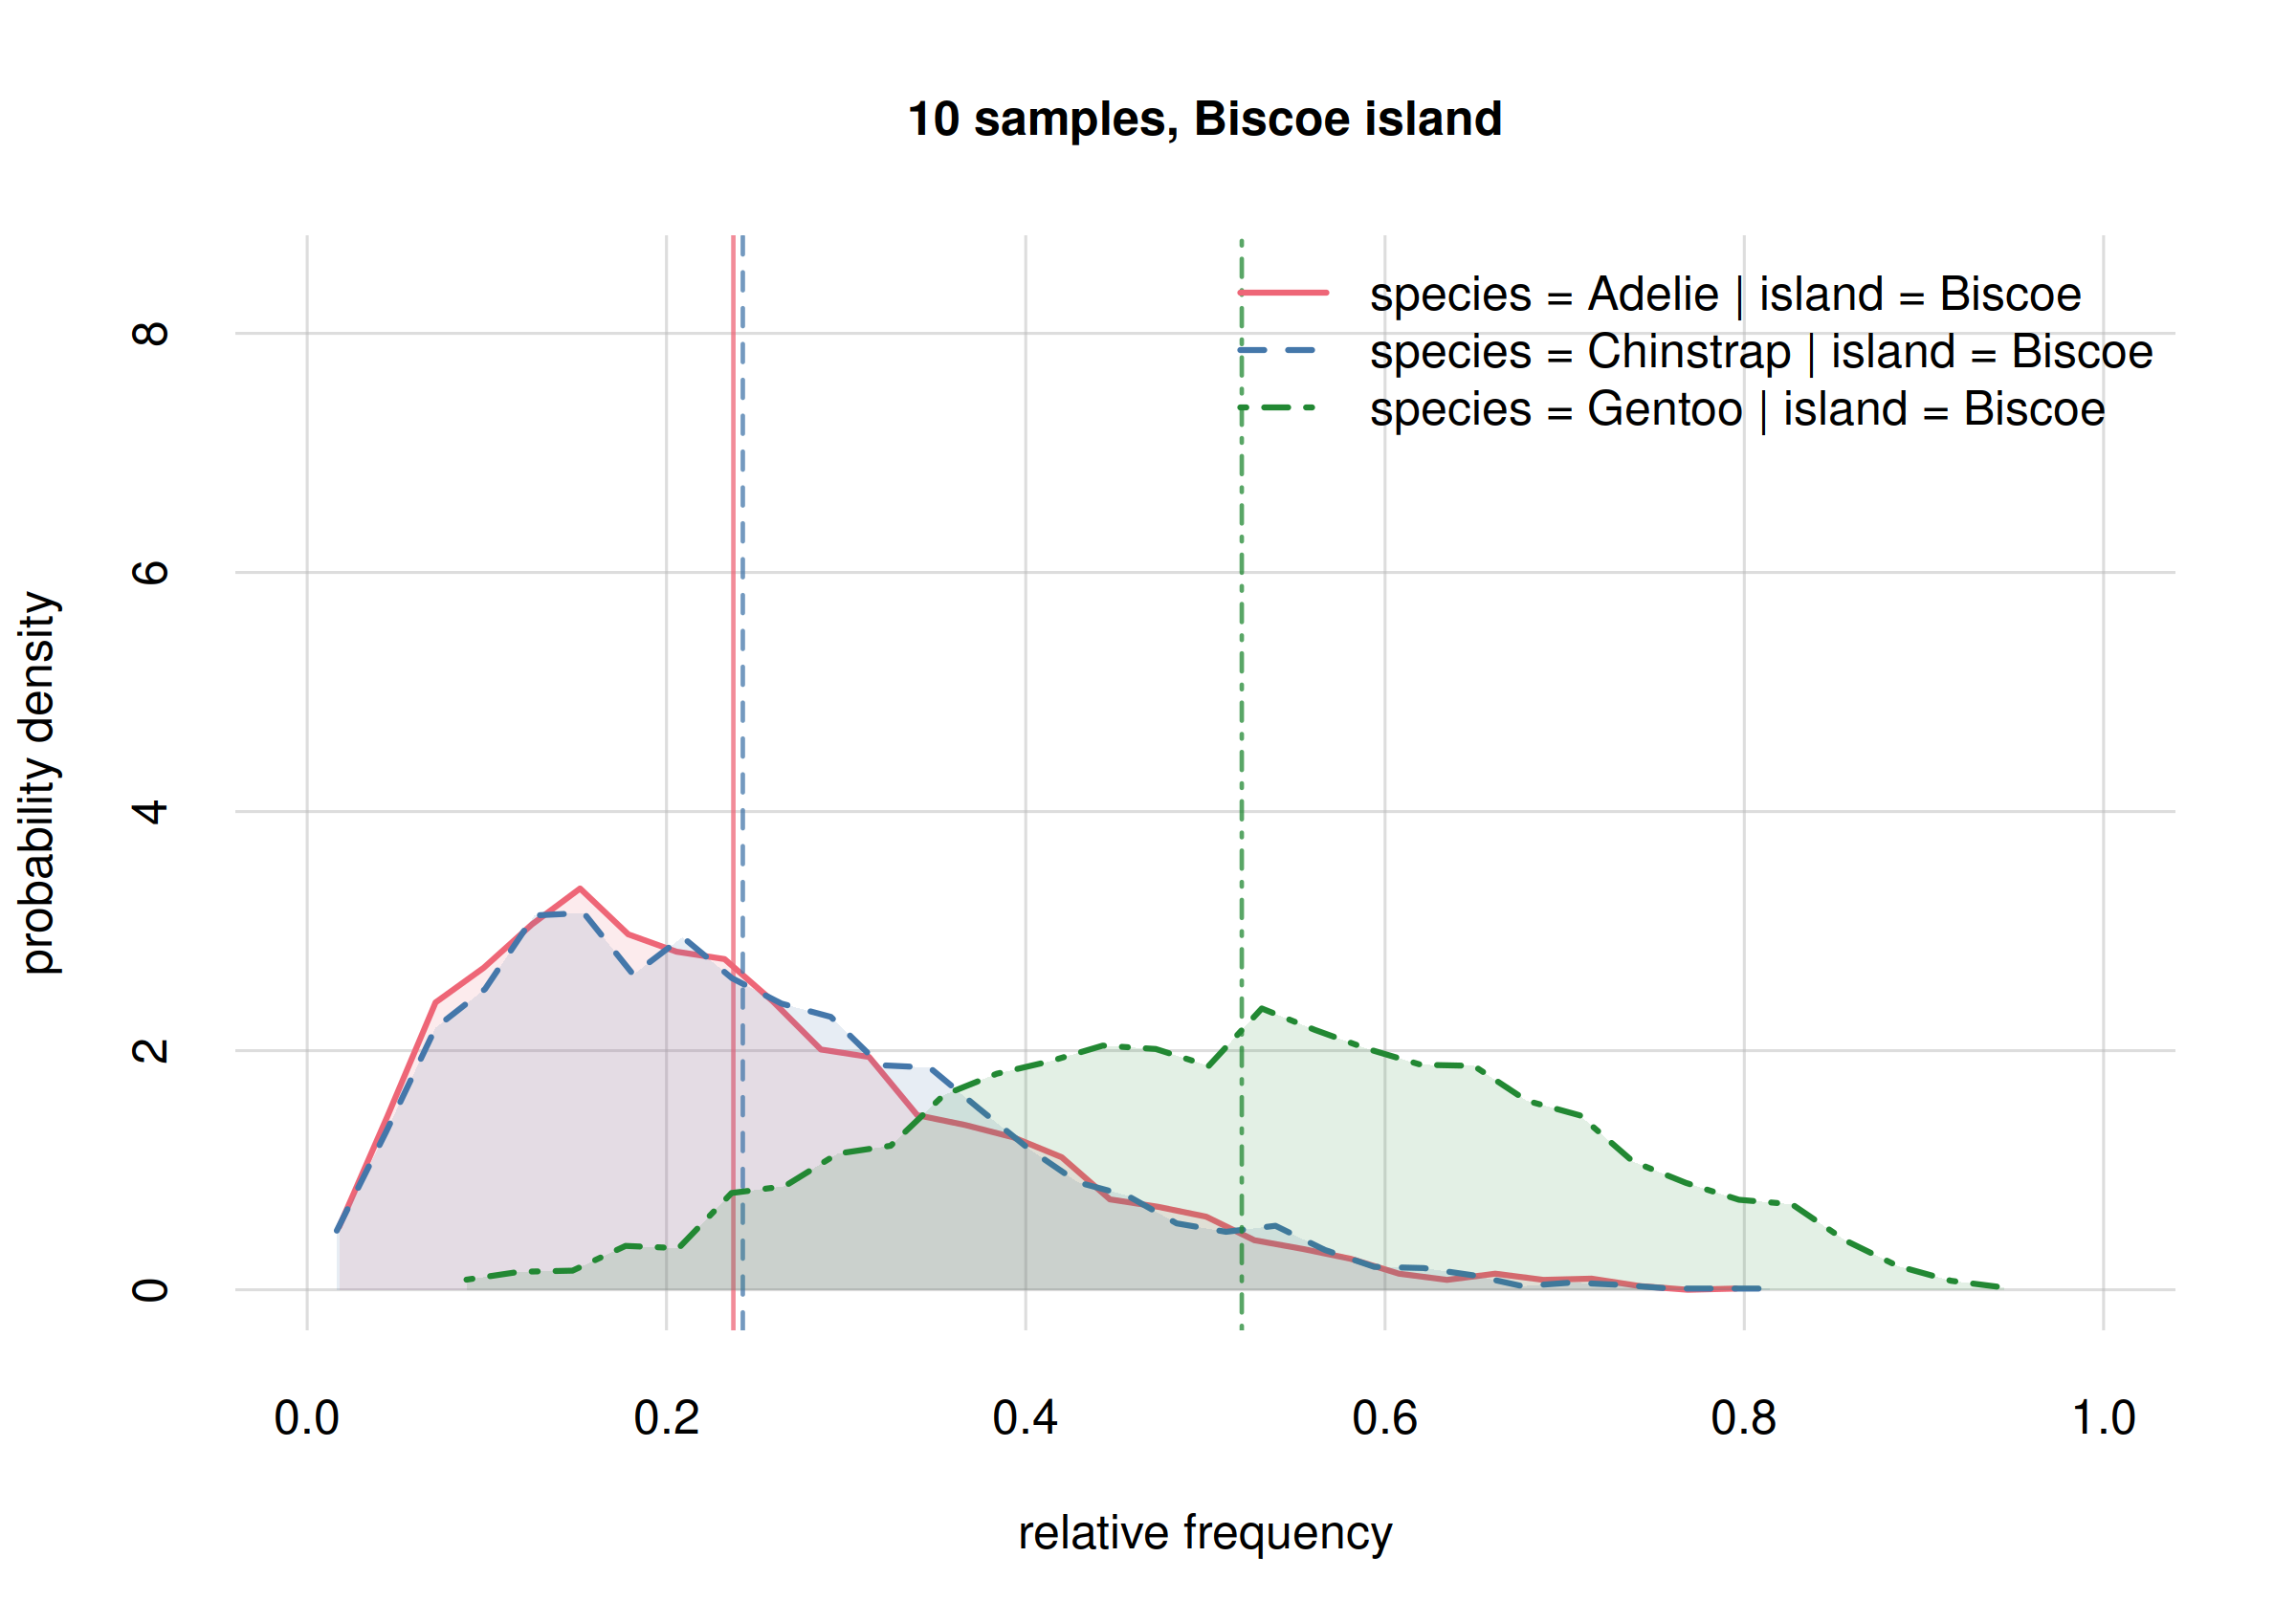 10 samples, Biscoe island
species = Adelie | island = Biscoe
species = Chinstrap | island = Biscoe
species = Gentoo | island = Biscoe
probability density
8
6
4
2
0
0.0 0.2 0.4 0.6 0.8 1.0
relative frequency